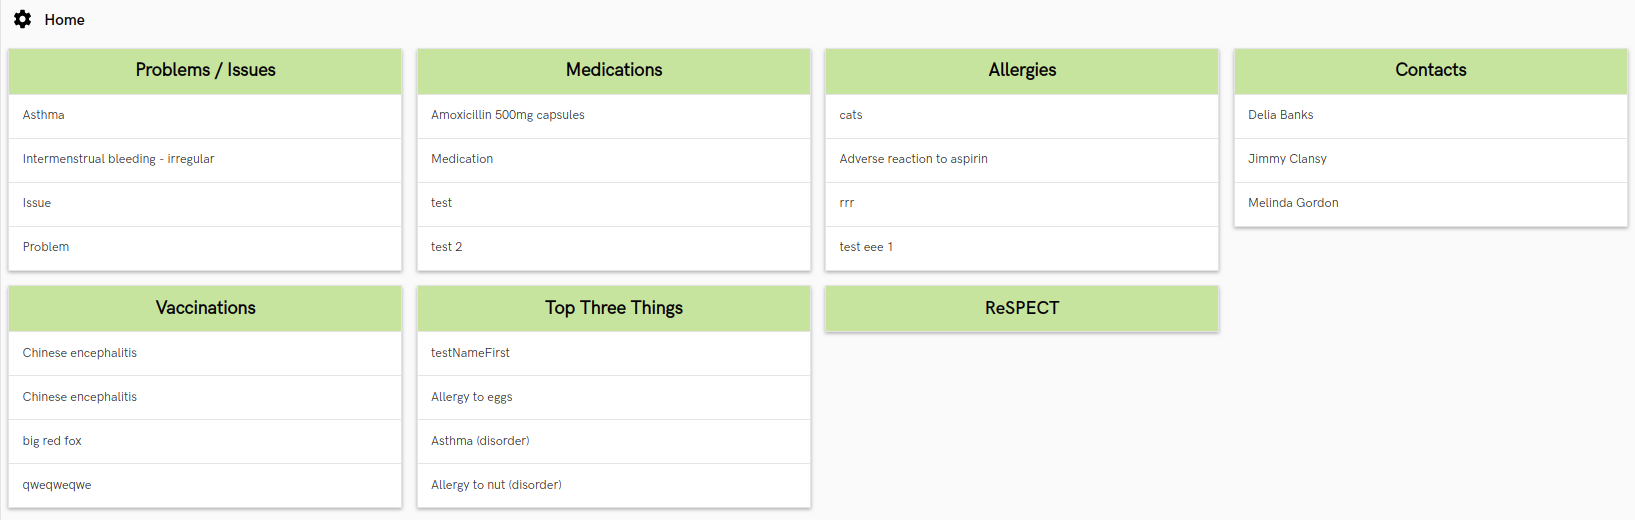 Home
Problems / Issues
Asthma
Intermenstrual bleeding - irregular
Issue
Problem
Medications
Amoxicillin 500mg capsules
Medication
test
test 2
Allergies
cats
Adverse reaction to aspirin
rrr
test eee 1
Contacts
Delia Banks
Jimmy Clansy
Melinda Gordon
Vaccinations
Chinese encephalitis
Chinese encephalitis
big red fox
qweqweqwe
Top Three Things
testNameFirst
Allergy to eggs
Asthma (disorder)
Allergy to nut (disorder)
ReSPECT